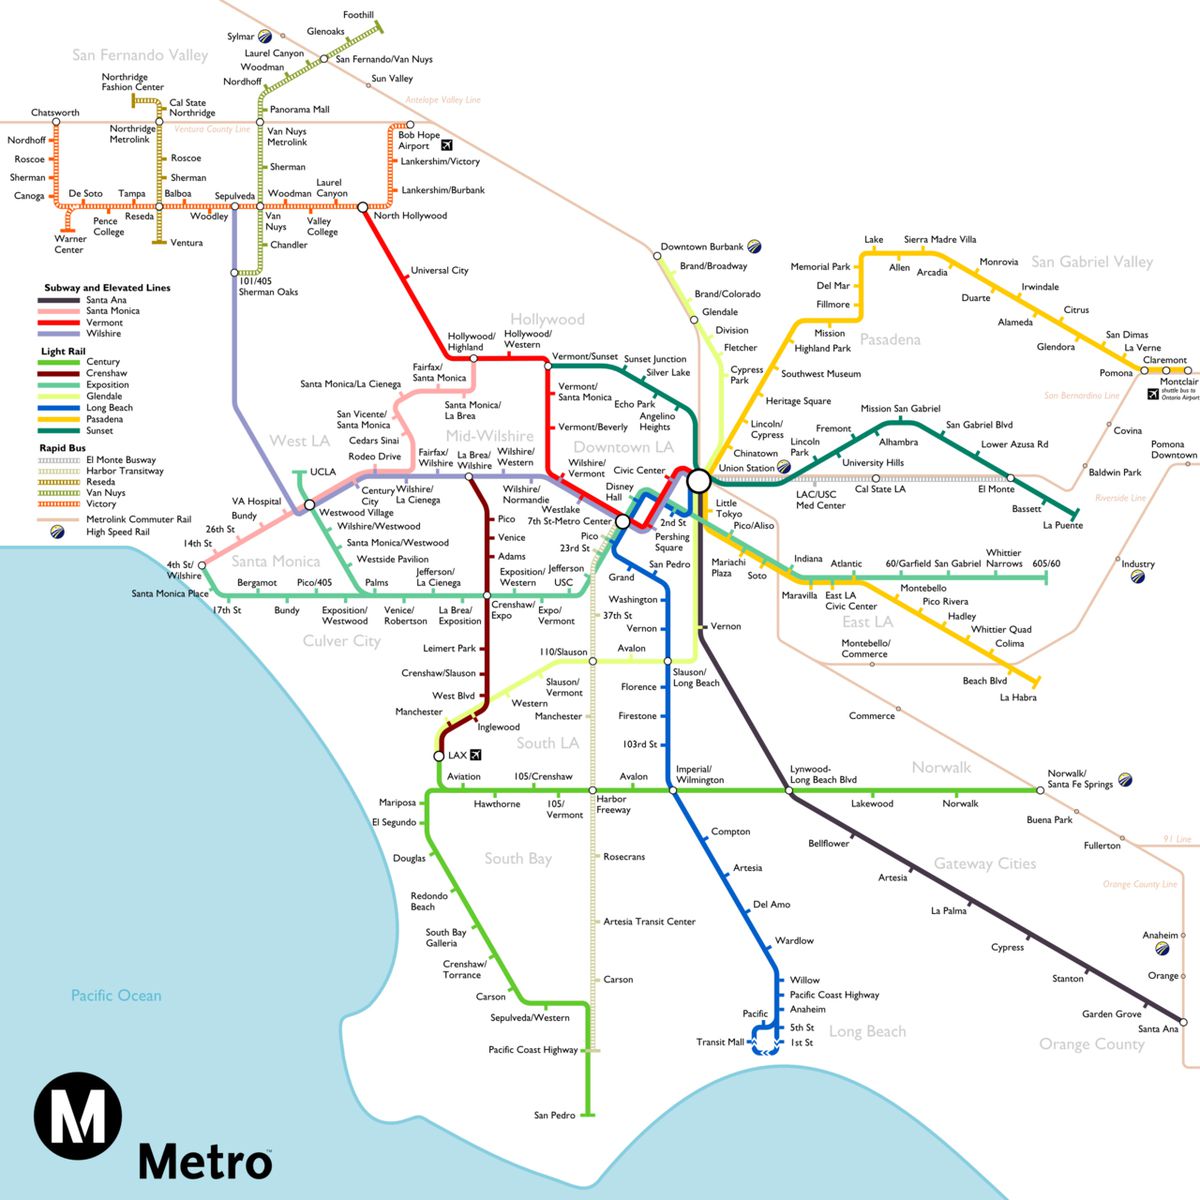 Foothill
Glenoaks
Sylmar
San Fernando Valley
Laurel Canyon
San Fernando/Van Nuys
Woodman
Nordhoff
Sun Valley
Northridge
Fashion Center
Antelope Valley Line
Cal State
Northridge
Panorama Mall
Chatsworth
Northridge
Metrolink
Ventura County Line
Van Nuys
Metrolink
Bob Hope
Airport
Nordhoff
Roscoe
Sherman
Canoga
Roscoe
Sherman
Sherman
Lankershim/Victory
Lankershim/Burbank
De Soto
Tampa
Balboa
Sepulveda
Woodman
Laurel
Canyon
Warner
Center
Pence
College
Reseda
Woodley
Van
Nuys
Valley
College
North Hollywood
Ventura
Chandler
101/405
Sherman Oaks
Universal City
Downtown Burbank
Brand/Broadway
Brand/Colorado
Glendale
Division
Fletcher
Cypress
Park
Lake
Sierra Madre Villa
Memorial Park
Allen
Arcadia
Monrovia
San Gabriel Valley
Del Mar
Duarte
Irwindale
Fillmore
Alameda
Citrus
Mission
Pasadena
Glendora
San Dimas
La Verne
Highland Park
Pomona
Claremont
Montclair
shuttle bus to
Ontario Airport
Southwest Museum
Heritage Square
San Bernardino Line
Subway and Elevated Lines
Santa Ana
Santa Monica
Vermont
Wilshire
Light Rail
Century
Crenshaw
Exposition
Glendale
Long Beach
Pasadena
Sunset
Rapid Bus
El Monte Busway
Harbor Transitway
Reseda
Van Nuys
Victory
Metrolink Commuter Rail
High Speed Rail
Hollywood
Hollywood/
Highland
Hollywood/
Western
Vermont/Sunset
Sunset Junction
Silver Lake
Fairfax/
Santa Monica
Santa Monica/La Cienega
Santa Monica/
La Brea
Vermont/
Santa Monica
Echo Park
Angelino
Heights
San Vicente/
Santa Monica
Vermont/Beverly
Lincoln/
Cypress
Mission San Gabriel
Fremont
Lincoln
Park
Alhambra
San Gabriel Blvd
Lower Azusa Rd
Covina
Pomona
Downtown
West LA
Mid-Wilshire
Downtown LA
Cedars Sinai
Rodeo Drive
Fairfax/
Wilshire
La Brea/
Wilshire
Wilshire/
Western
Wilshire/
Vermont
Civic Center
Chinatown
Union Station
University Hills
Baldwin Park
UCLA
Century
City
Wilshire/
La Cienega
Wilshire/
Normandie
Disney
Hall
LAC/USC
Med Center
Cal State LA
El Monte
Riverside Line
VA Hospital
Bundy
26th St
14th St
Westwood Village
Westlake
7th St-Metro Center
2nd St
Little
Tokyo
Bassett
La Puente
Wilshire/Westwood
Pico
Venice
Adams
Pico
23rd St
Pershing
Square
Pico/Aliso
Santa Monica/Westwood
Westside Pavilion
Santa Monica
4th St/
Wilshire
Santa Monica Place
Bergamot
Pico/405
Palms
Jefferson/
La Cienega
Exposition/
Western
Jefferson
USC
San Pedro
Grand
Mariachi
Plaza
Soto
Indiana
Atlantic
60/Garfield
San Gabriel
Whittier
Narrows
605/60
Industry
17th St
Bundy
Exposition/
Westwood
Venice/
Robertson
La Brea/
Exposition
Crenshaw/
Expo
Expo/
Vermont
37th St
Washington
Vernon
Vernon
Maravilla
East LA
Civic Center
Montebello
Pico Rivera
Hadley
Whittier Quad
Colima
East LA
Culver City
Leimert Park
110/Slauson
Avalon
Montebello/
Commerce
Crenshaw/Slauson
Slauson/
Vermont
Slauson/
Long Beach
Beach Blvd
La Habra
West Blvd
Western
Florence
Manchester
Inglewood
Manchester
Firestone
Commerce
South LA
103rd St
LAX
Aviation
105/Crenshaw
Avalon
Imperial/
Wilmington
Lynwood-
Long Beach Blvd
Norwalk
Norwalk/
Santa Fe Springs
Mariposa
Hawthorne
105/
Vermont
Harbor
Freeway
Lakewood
Norwalk
El Segundo
Buena Park
Compton
Bellflower
Fullerton
91 Line
Douglas
South Bay
Rosecrans
Artesia
Artesia
Gateway Cities
Orange County Line
Redondo
Beach
Del Amo
La Palma
South Bay
Galleria
Artesia Transit Center
Wardlow
Cypress
Anaheim
Crenshaw/
Torrance
Carson
Willow
Stanton
Orange
Carson
Pacific Coast Highway
Pacific Ocean
Sepulveda/Western
Pacific
Anaheim
Garden Grove
5th St
Long Beach
Santa Ana
Pacific Coast Highway
Transit Mall
1st St
Orange County
San Pedro
M
Metro